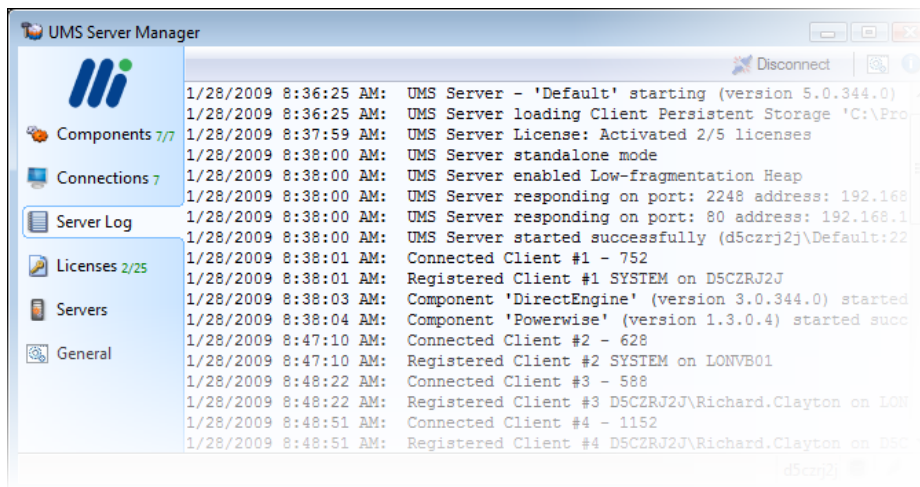 UMS Server Manager
Disconnect
Components 7/7
Connections 7
Server Log
Licenses 2/25
Servers
General
1/28/2009 8:36:25 AM: UMS Server - 'Default' starting (version 5.0.344.0)
1/28/2009 8:36:25 AM: UMS Server loading Client Persistent Storage 'C:\Pro
1/28/2009 8:37:59 AM: UMS Server License: Activated 2/5 licenses
1/28/2009 8:38:00 AM: UMS Server standalone mode
1/28/2009 8:38:00 AM: UMS Server enabled Low-fragmentation Heap
1/28/2009 8:38:00 AM: UMS Server responding on port: 2248 address: 192.168
1/28/2009 8:38:00 AM: UMS Server responding on port: 80 address: 192.168.1
1/28/2009 8:38:00 AM: UMS Server started successfully (d5czrj2j\Default:22
1/28/2009 8:38:01 AM: Connected Client #1 - 752
1/28/2009 8:38:01 AM: Registered Client #1 SYSTEM on D5CZRJ2J
1/28/2009 8:38:03 AM: Component 'DirectEngine' (version 3.0.344.0) started
1/28/2009 8:38:04 AM: Component 'Powerwise' (version 1.3.0.4) started succ
1/28/2009 8:47:10 AM: Connected Client #2 - 628
1/28/2009 8:47:10 AM: Registered Client #2 SYSTEM on LONVB01
1/28/2009 8:48:22 AM: Connected Client #3 - 588
1/28/2009 8:48:22 AM: Registered Client #3 D5CZRJ2J\Richard.Clayton on LON
1/28/2009 8:48:51 AM: Connected Client #4 - 1152
1/28/2009 8:48:51 AM: Registered Client #4 D5CZRJ2J\Richard.Clayton on D5C